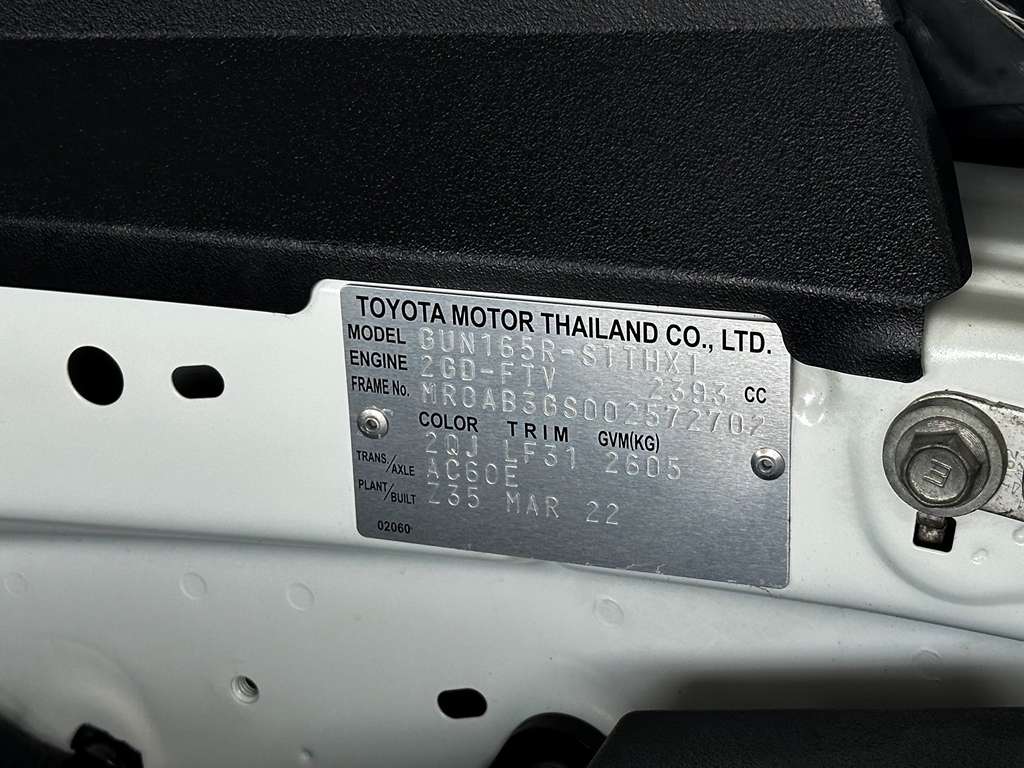 TOYOTA MOTOR THAILAND CO., LTD.
MODEL GUN165R-STTHXT
ENGINE 2GD-FTV 2393 CC
FRAME No. MR0AB3GS002572702
COLOR TRIM GVM(KG)
2QJ LF31 2605
TRANS/AXLE AC60E
PLANT/BUILT Z35 MAR 22
02060